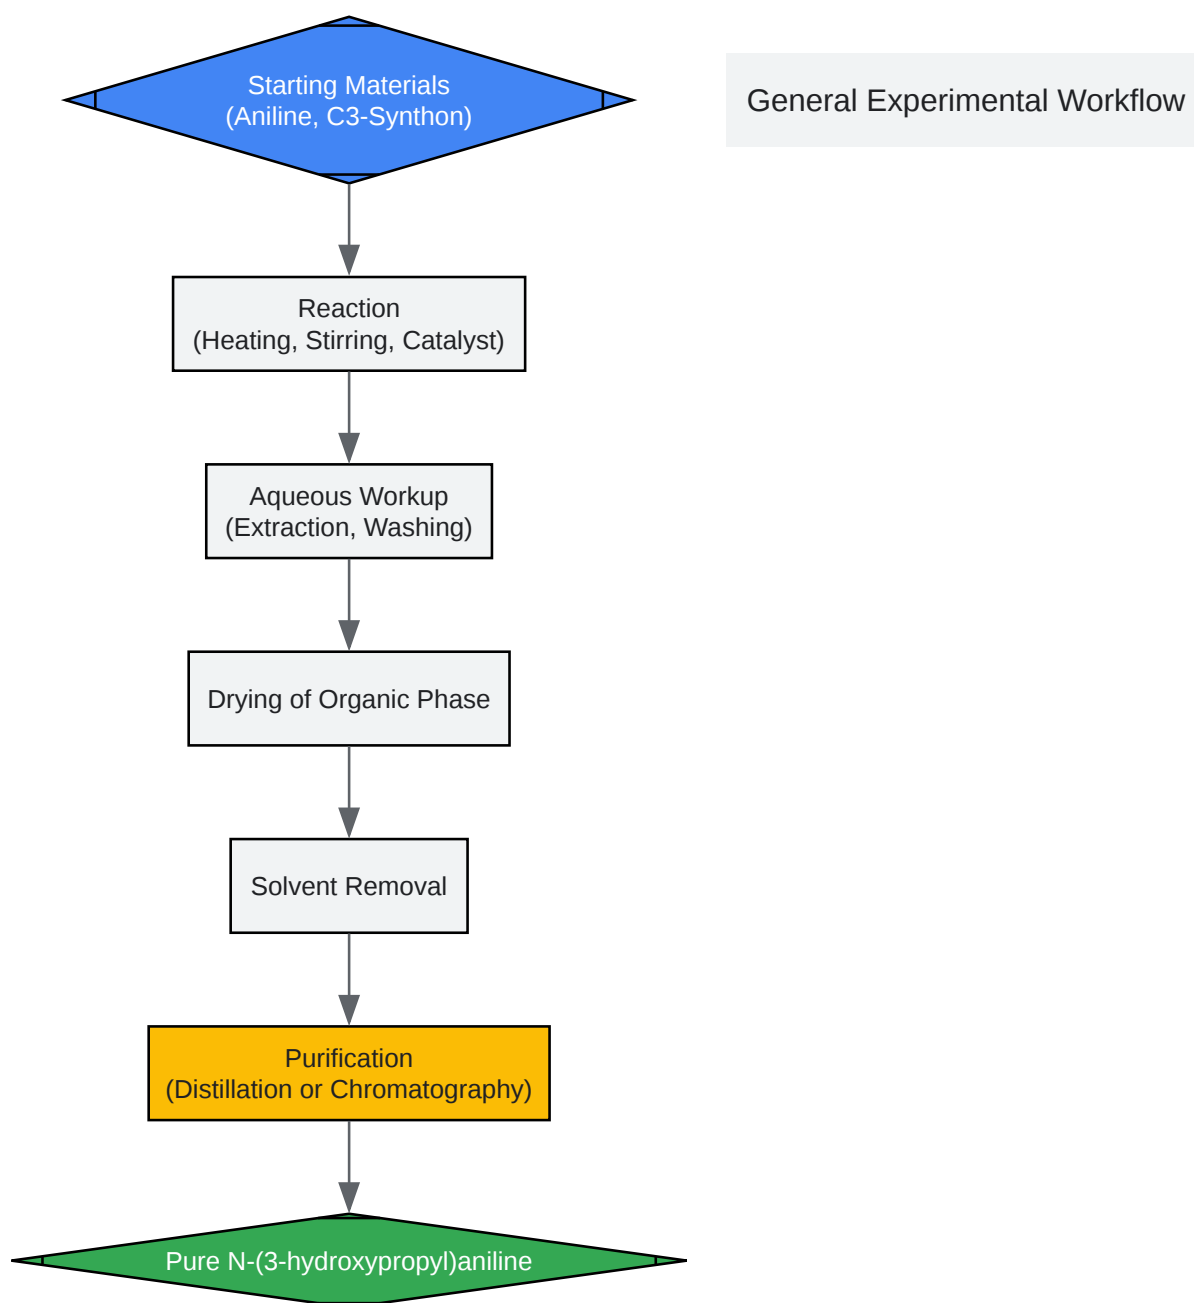 Starting Materials
(Aniline, C3-Synthon)
General Experimental Workflow
Reaction
(Heating, Stirring, Catalyst)
Aqueous Workup
(Extraction, Washing)
Drying of Organic Phase
Solvent Removal
Purification
(Distillation or Chromatography)
Pure N-(3-hydroxypropyl)aniline